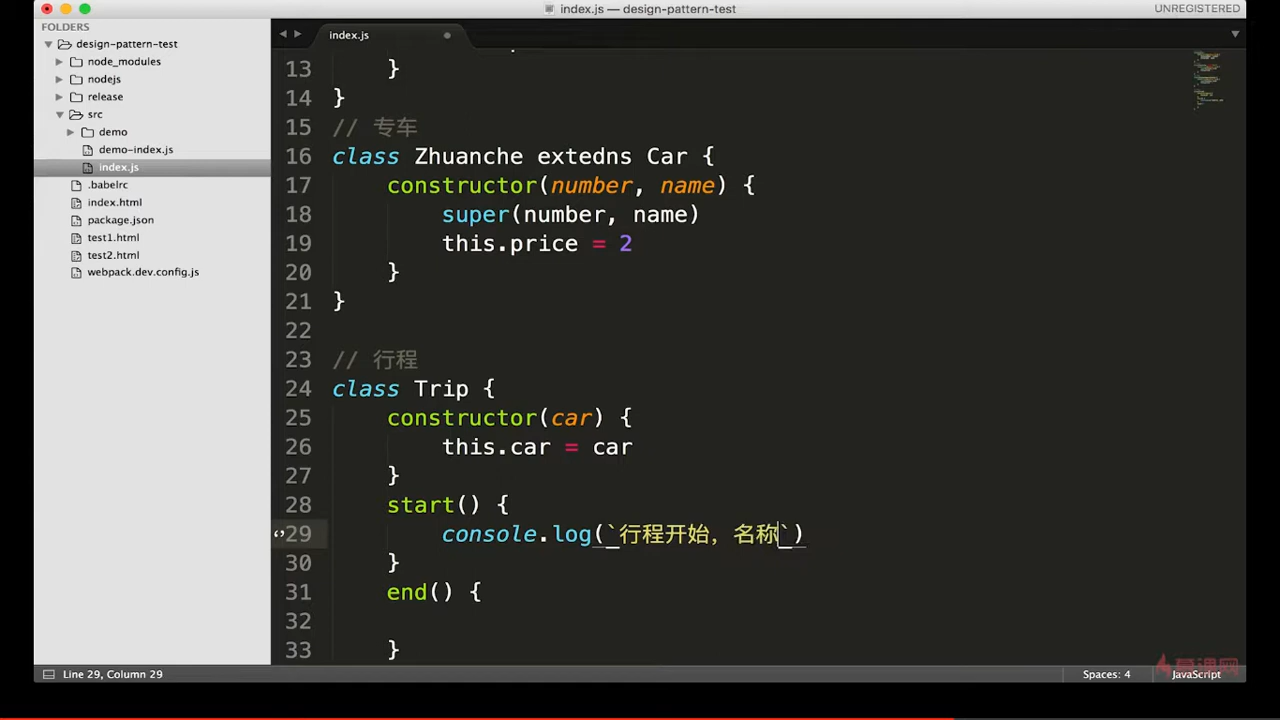 index.js — design-pattern-test
UNREGISTERED
FOLDERS
design-pattern-test
node_modules
nodejs
release
src
demo
demo-index.js
index.js
.babelrc
index.html
package.json
test1.html
test2.html
webpack.dev.config.js
index.js
13 }
14 }
15 // 专车
16 class Zhuanche extedns Car {
17 constructor(number, name) {
18 super(number, name)
19 this.price = 2
20 }
21 }
22
23 // 行程
24 class Trip {
25 constructor(car) {
26 this.car = car
27 }
28 start() {
29 console.log(`行程开始，名称`)
30 }
31 end() {
32
33 }
慕课网
Line 29, Column 29
Spaces: 4
JavaScript